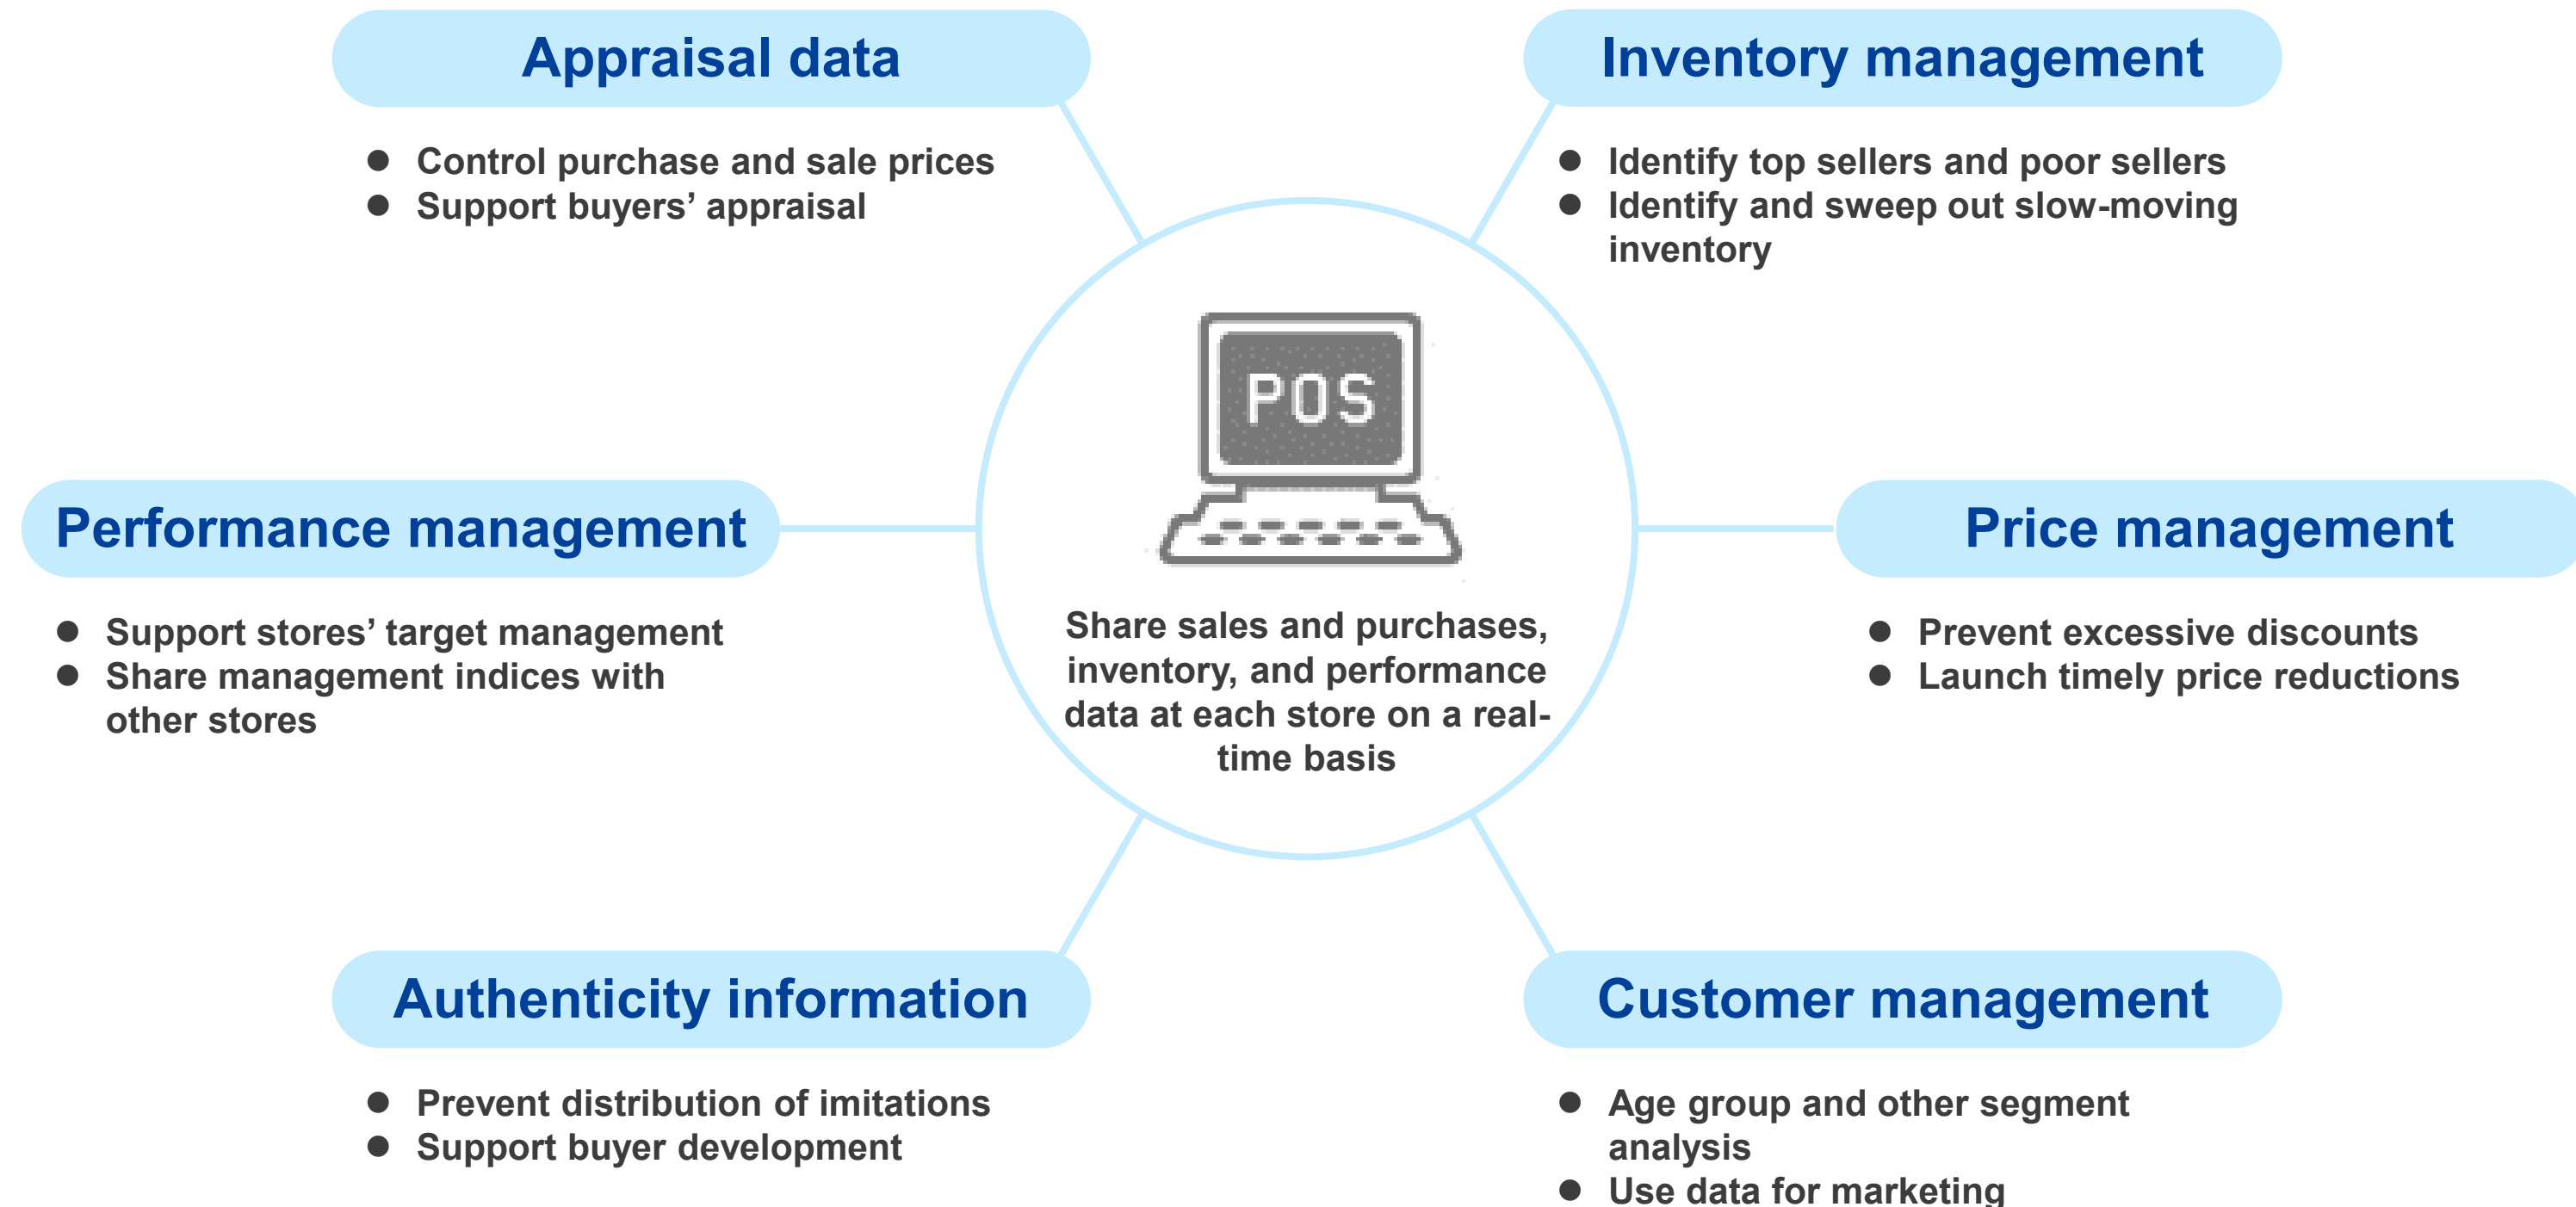 Appraisal data
● Control purchase and sale prices
● Support buyers’ appraisal
Inventory management
● Identify top sellers and poor sellers
● Identify and sweep out slow-moving
inventory
POS
Share sales and purchases,
inventory, and performance
data at each store on a real-
time basis
Performance management
● Support stores’ target management
● Share management indices with
other stores
Price management
● Prevent excessive discounts
● Launch timely price reductions
Authenticity information
● Prevent distribution of imitations
● Support buyer development
Customer management
● Age group and other segment
analysis
● Use data for marketing